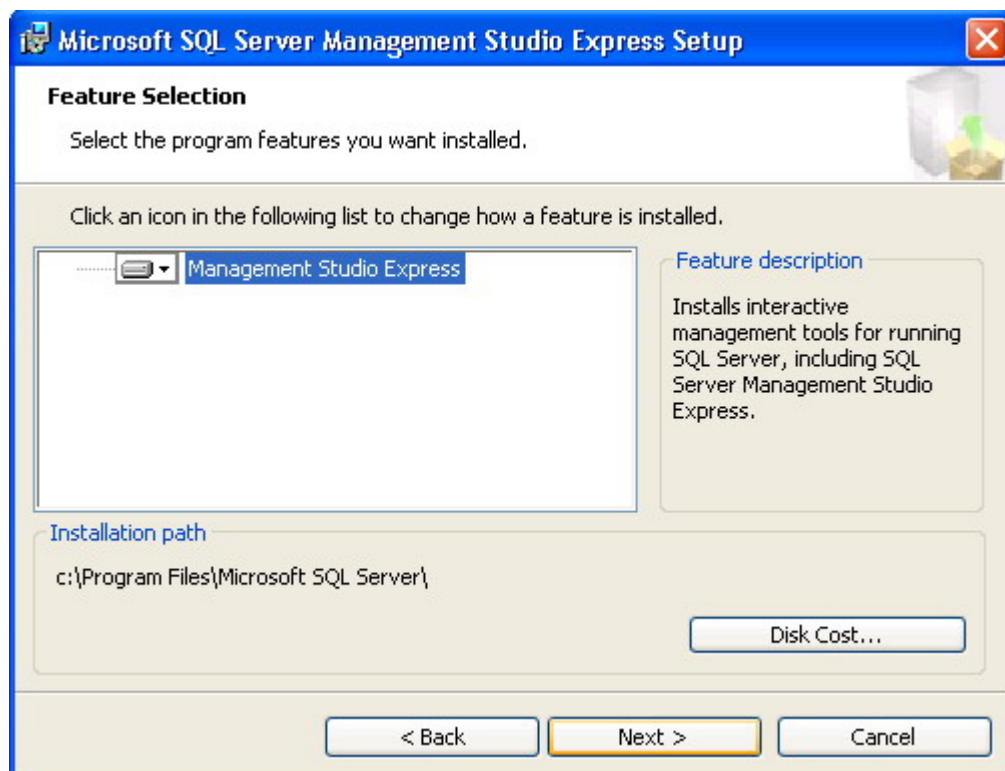 Microsoft SQL Server Management Studio Express Setup
Feature Selection
Select the program features you want installed.
Click an icon in the following list to change how a feature is installed.
Management Studio Express
Feature description
Installs interactive
management tools for running
SQL Server, including SQL
Server Management Studio
Express.
Installation path
c:\Program Files\Microsoft SQL Server\
Disk Cost...
< Back
Next >
Cancel